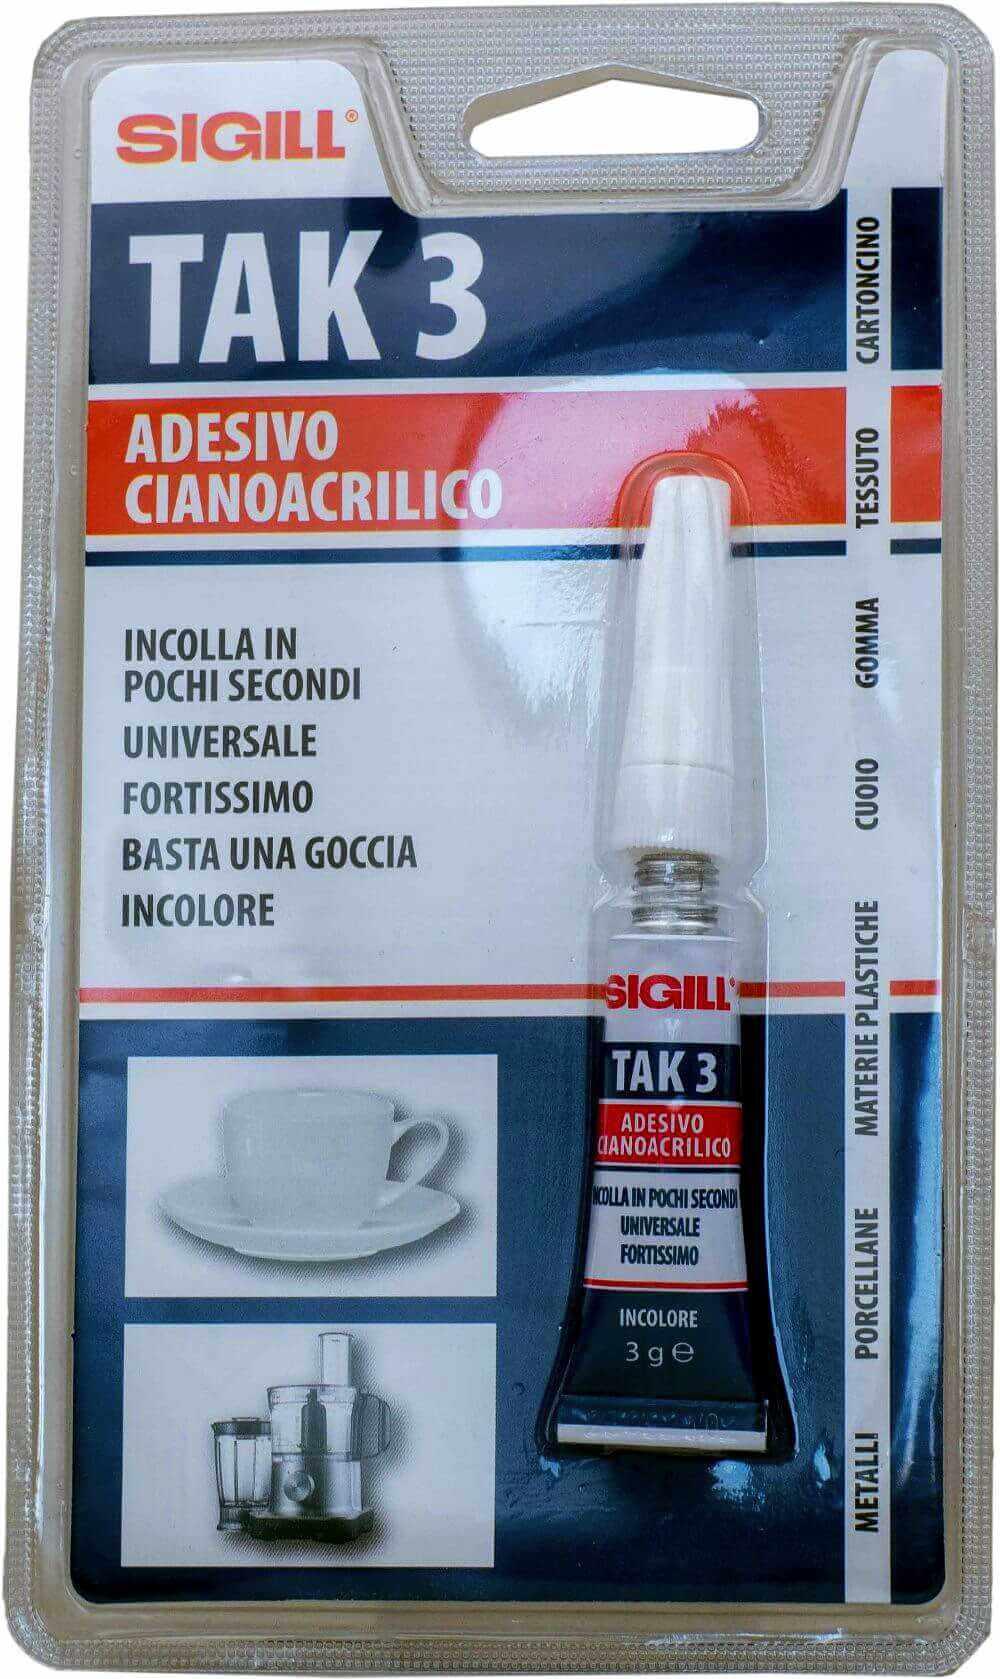 SIGILL®
TAK 3
ADESIVO
CIANOACRILICO
INCOLLA IN
POCHI SECONDI
UNIVERSALE
FORTISSIMO
BASTA UNA GOCCIA
INCOLORE
SIGILL®
TAK 3
ADESIVO
CIANOACRILICO
INCOLLA IN POCHI SECONDI
UNIVERSALE
FORTISSIMO
INCOLORE
3 g ℮
METALLI PORCELLANE MATERIE PLASTICHE CUOIO GOMMA TESSUTO CARTONCINO